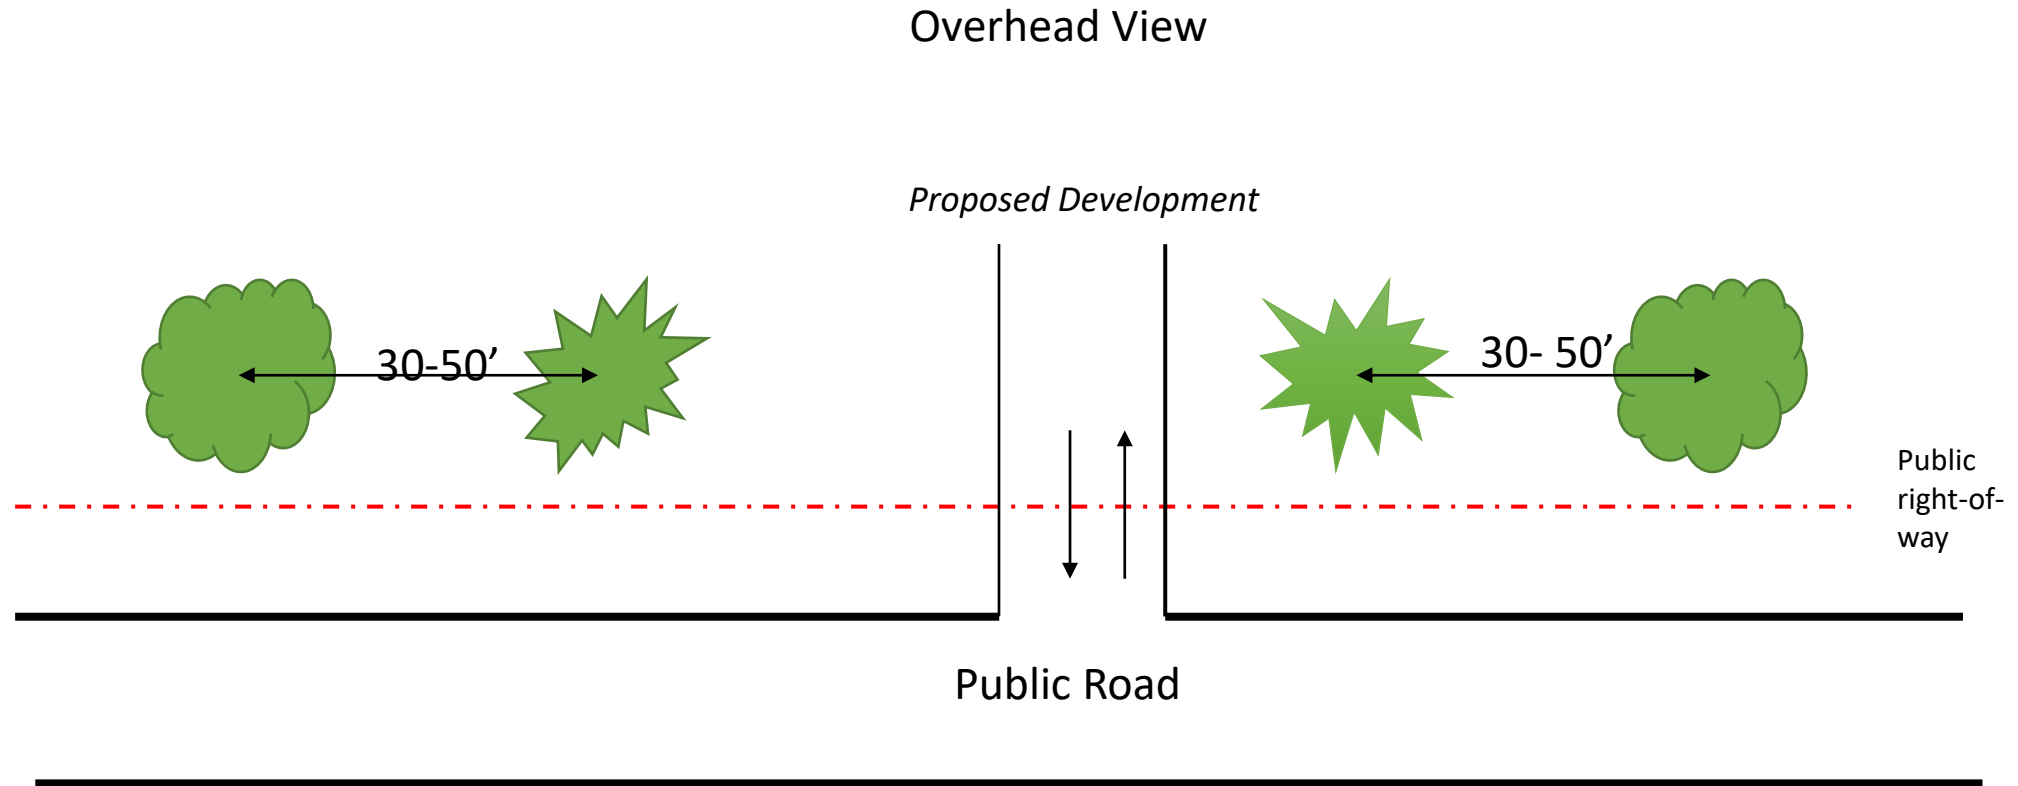 Overhead View
Proposed Development
30-50’
30- 50’
Public
right-of-
way
Public Road